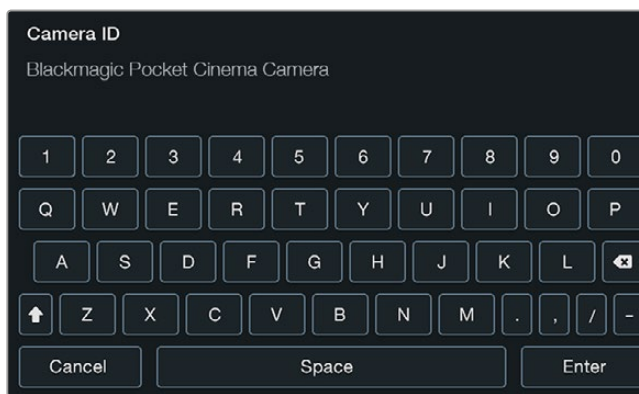 Camera ID
Blackmagic Pocket Cinema Camera
1 2 3 4 5 6 7 8 9 0
Q W E R T Y U I O P
A S D F G H J K L
Z X C V B N M . , / -
Cancel Space Enter